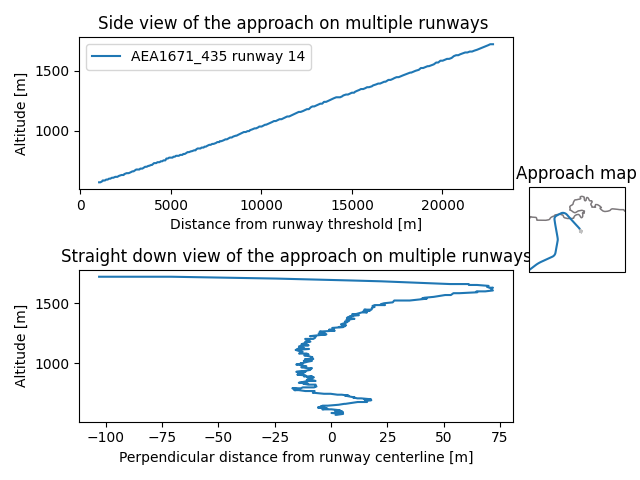 Side view of the approach on multiple runways
AEA1671_435 runway 14
Altitude [m]
1500
1000
0 5000 10000 15000 20000
Distance from runway threshold [m]
Approach map
Straight down view of the approach on multiple runways
Altitude [m]
1500
1000
−100 −75 −50 −25 0 25 50 75
Perpendicular distance from runway centerline [m]